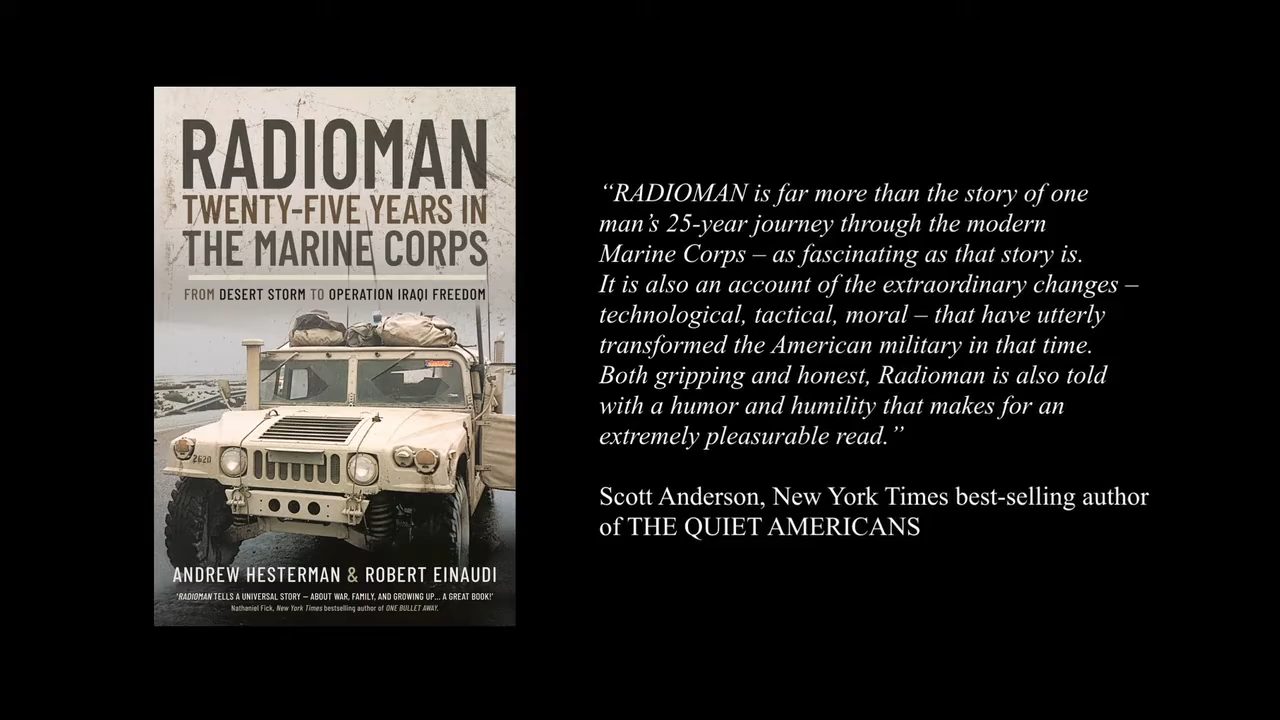 RADIOMAN
TWENTY-FIVE YEARS IN
THE MARINE CORPS
FROM DESERT STORM TO OPERATION IRAQI FREEDOM
2620
ANDREW HESTERMAN & ROBERT EINAUDI
'RADIOMAN TELLS A UNIVERSAL STORY – ABOUT WAR, FAMILY, AND GROWING UP... A GREAT BOOK!'
Nathaniel Fick, New York Times bestselling author of ONE BULLET AWAY.
“RADIOMAN is far more than the story of one
man’s 25-year journey through the modern
Marine Corps – as fascinating as that story is.
It is also an account of the extraordinary changes –
technological, tactical, moral – that have utterly
transformed the American military in that time.
Both gripping and honest, Radioman is also told
with a humor and humility that makes for an
extremely pleasurable read.”
Scott Anderson, New York Times best-selling author
of THE QUIET AMERICANS